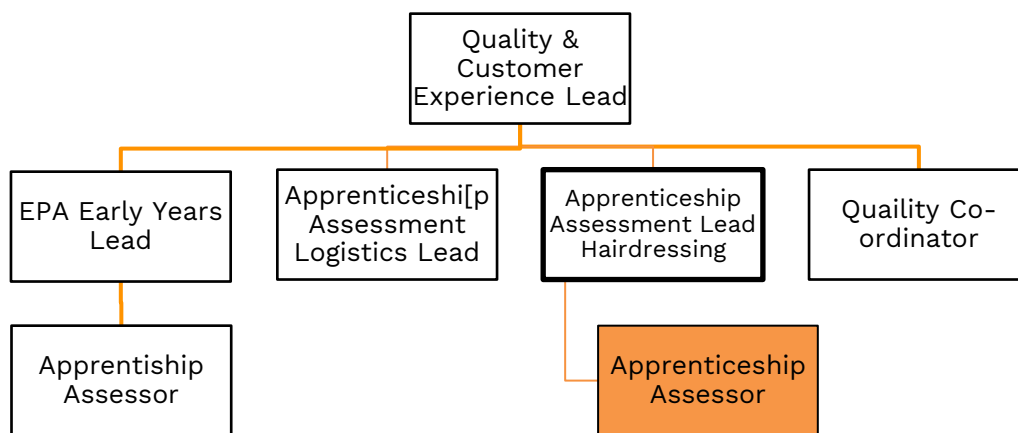 Quality &
Customer
Experience Lead
EPA Early Years
Lead
Apprenticeshi[p
Assessment
Logistics Lead
Apprenticeship
Assessment Lead
Hairdressing
Quaility Co-
ordinator
Apprentiship
Assessor
Apprenticeship
Assessor